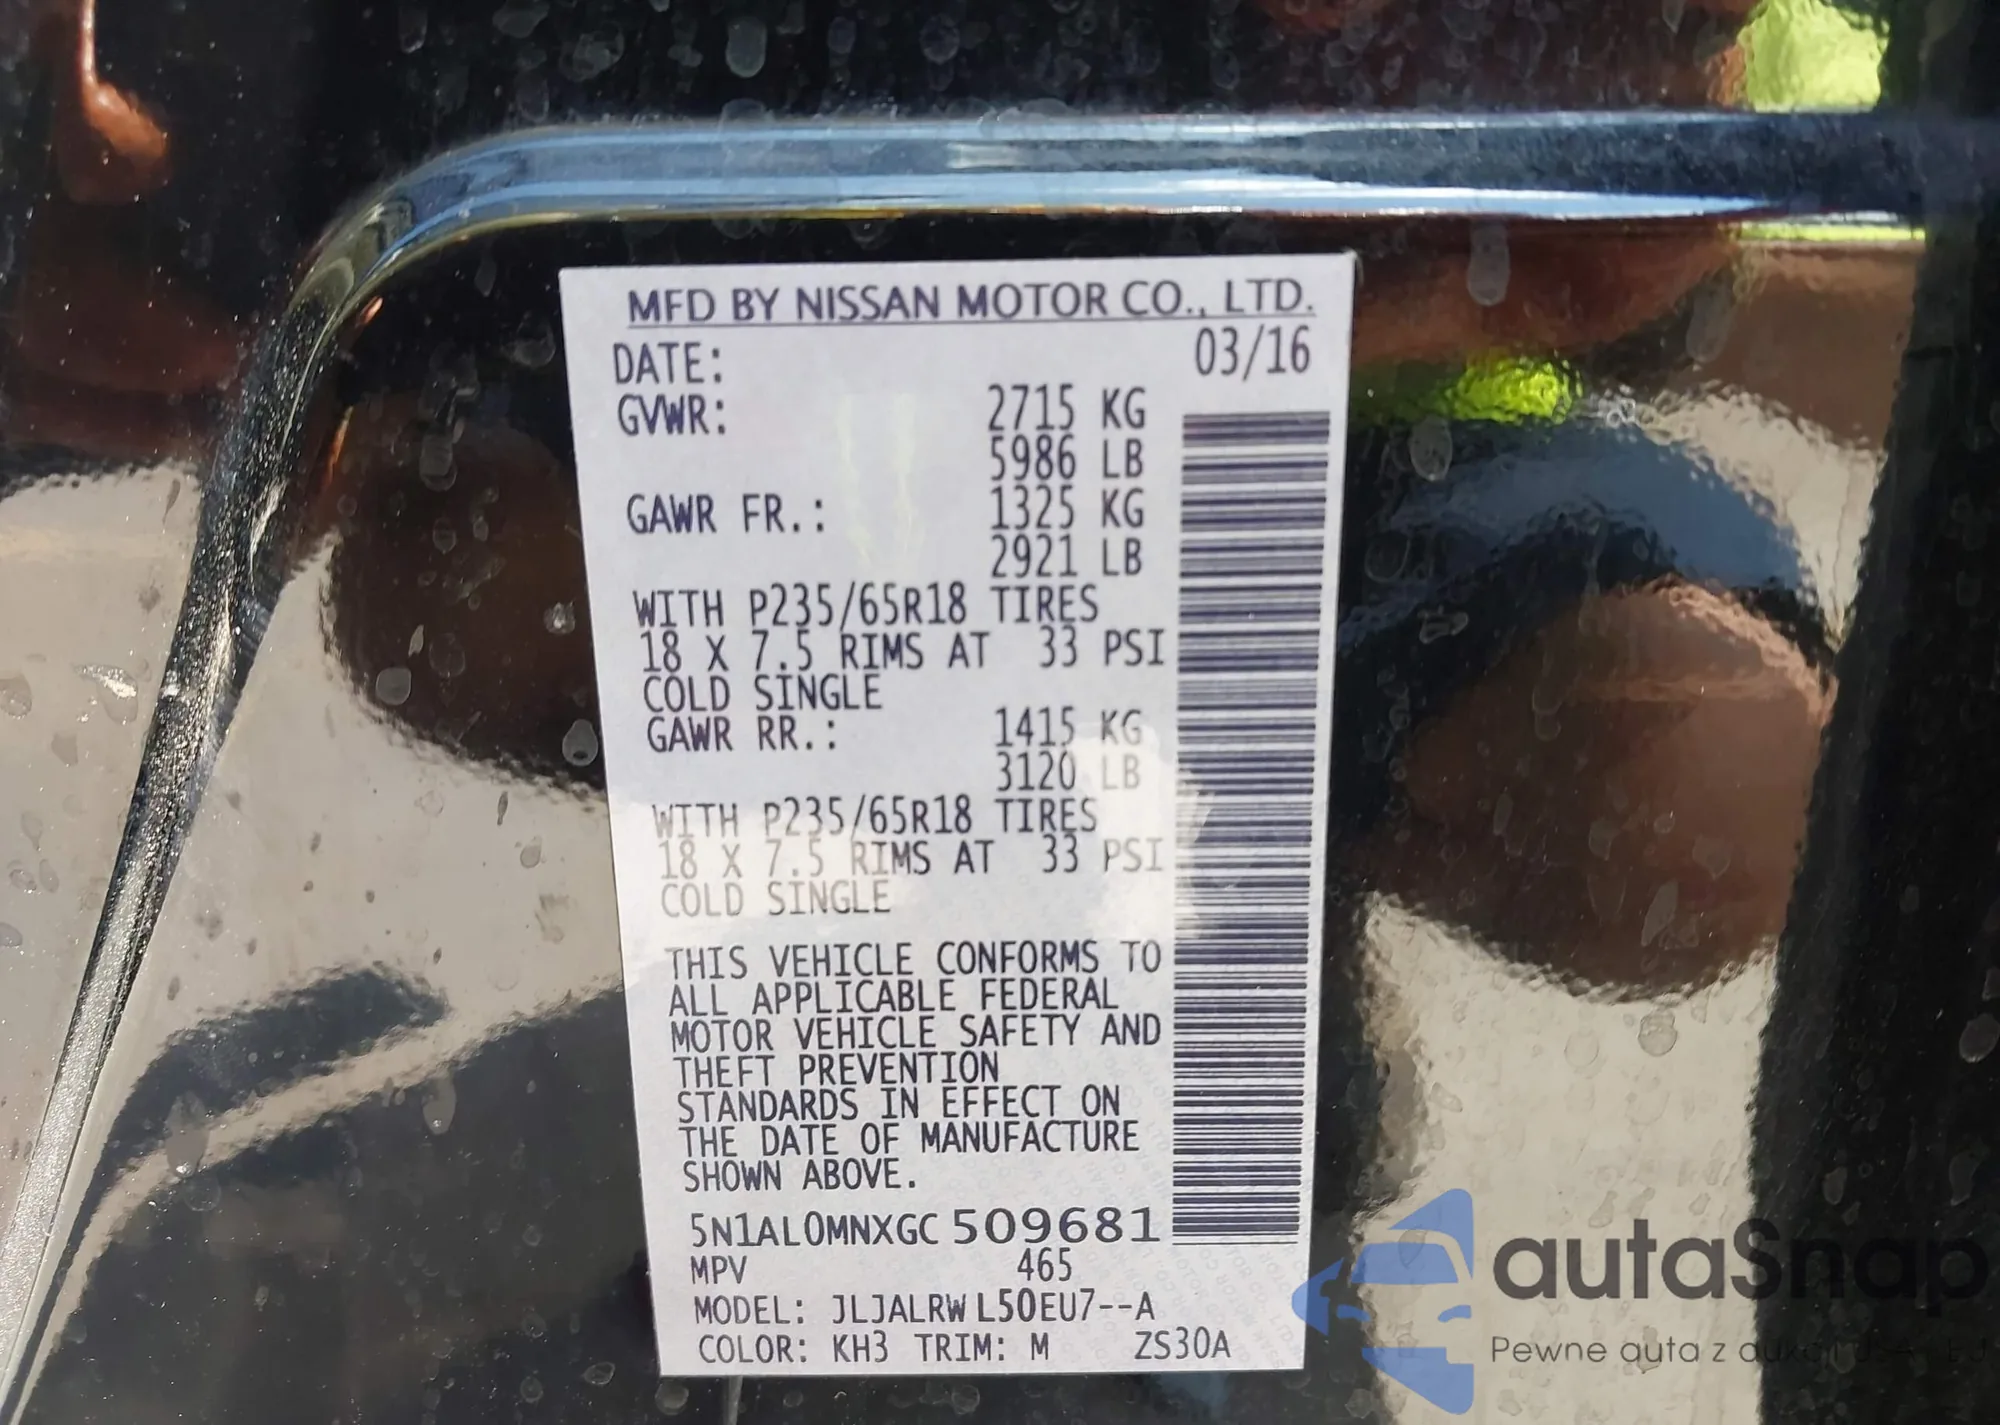 MFD BY NISSAN MOTOR CO., LTD.
DATE: 03/16
GVWR: 2715 KG
5986 LB
GAWR FR.: 1325 KG
2921 LB
WITH P235/65R18 TIRES
18 X 7.5 RIMS AT 33 PSI
COLD SINGLE
GAWR RR.: 1415 KG
3120 LB
WITH P235/65R18 TIRES
18 X 7.5 RIMS AT 33 PSI
COLD SINGLE
THIS VEHICLE CONFORMS TO
ALL APPLICABLE FEDERAL
MOTOR VEHICLE SAFETY AND
THEFT PREVENTION
STANDARDS IN EFFECT ON
THE DATE OF MANUFACTURE
SHOWN ABOVE.
5N1AL0MNXGC 509681
MPV 465
MODEL: JLJALRW L50EU7--A
COLOR: KH3 TRIM: M ZS30A
autaSnap
Pewne auta z aukcji